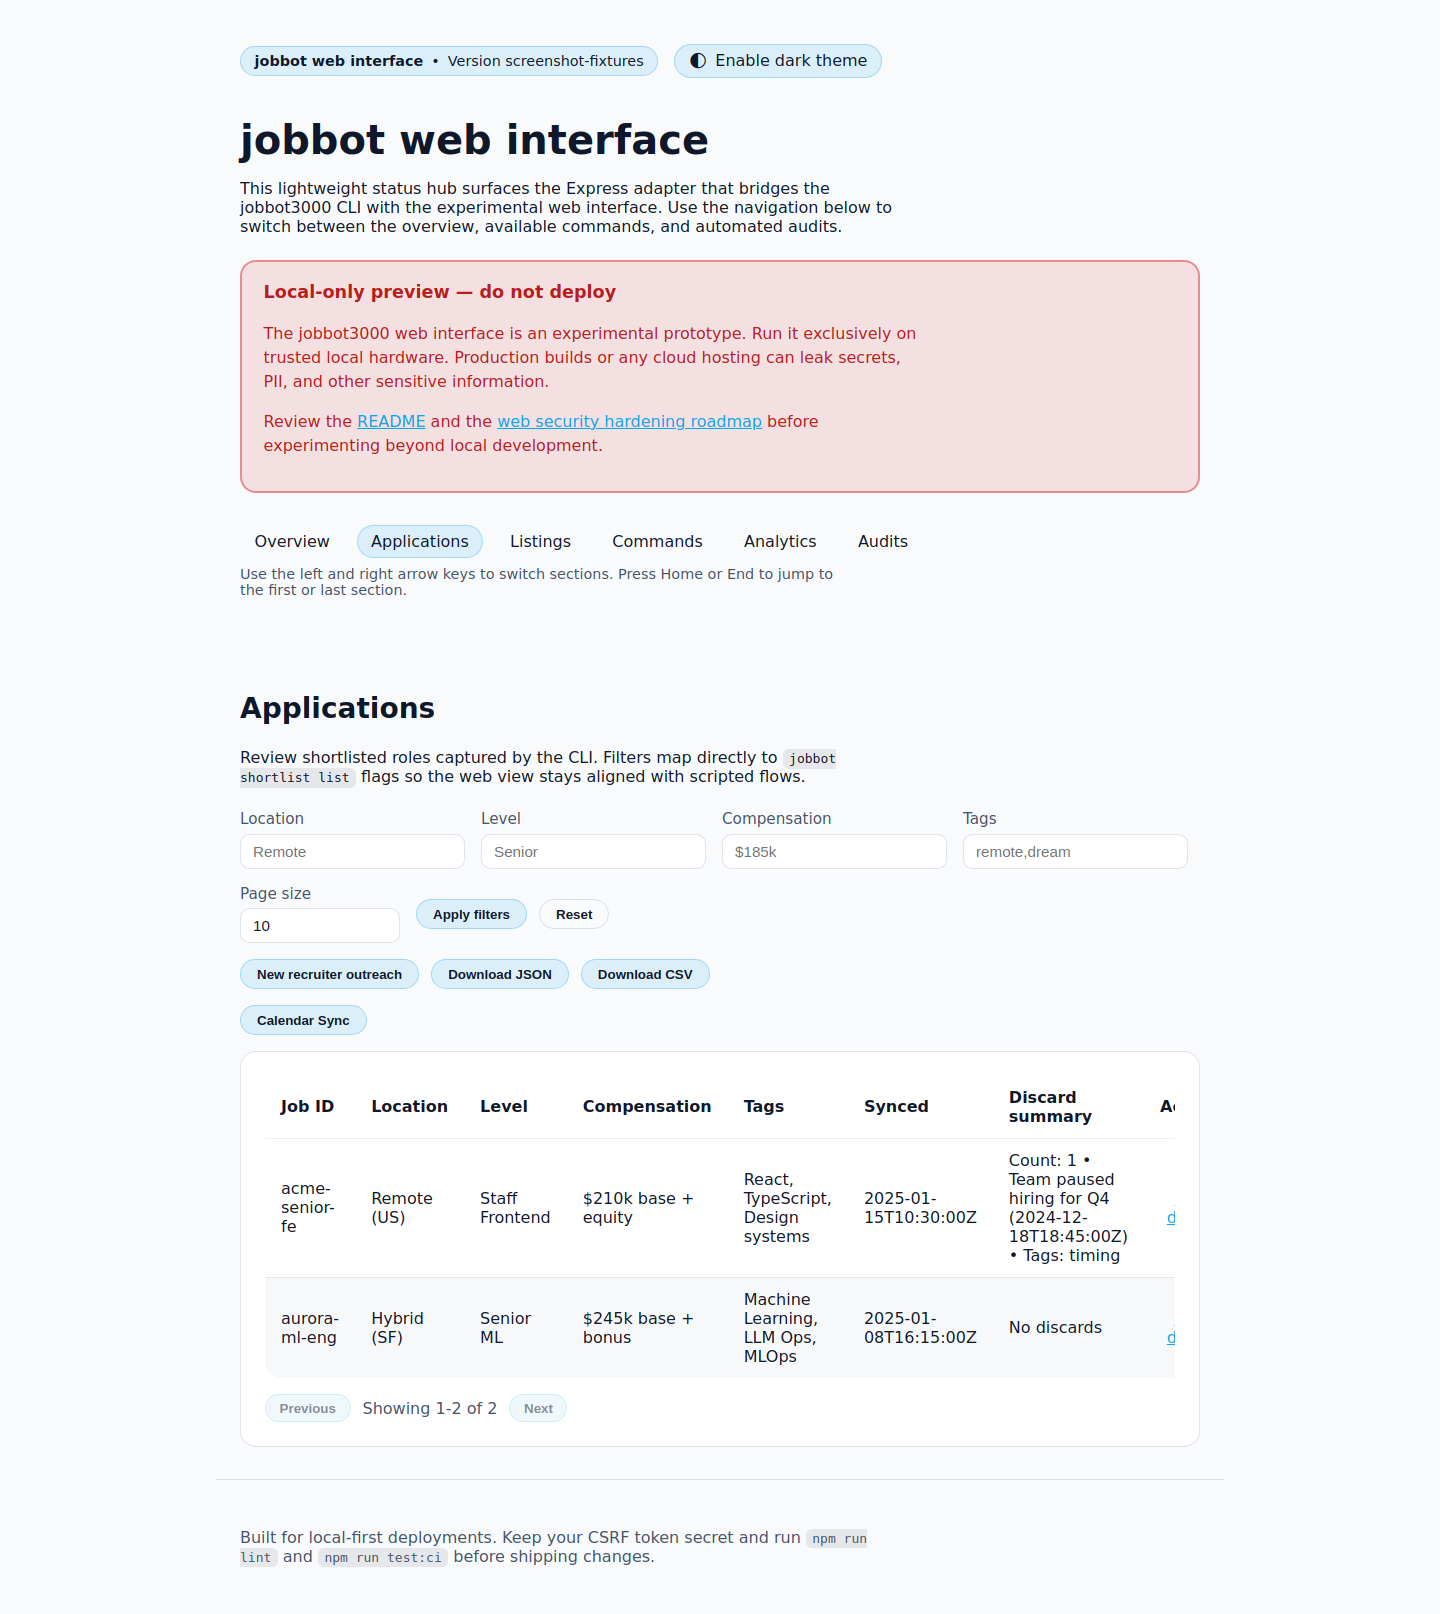 jobbot web interface • Version screenshot-fixtures
Enable dark theme
jobbot web interface
This lightweight status hub surfaces the Express adapter that bridges the
jobbot3000 CLI with the experimental web interface. Use the navigation below to
switch between the overview, available commands, and automated audits.
Local-only preview — do not deploy
The jobbot3000 web interface is an experimental prototype. Run it exclusively on
trusted local hardware. Production builds or any cloud hosting can leak secrets,
PII, and other sensitive information.
Review the README and the web security hardening roadmap before
experimenting beyond local development.
Overview Applications Listings Commands Analytics Audits
Use the left and right arrow keys to switch sections. Press Home or End to jump to
the first or last section.
Applications
Review shortlisted roles captured by the CLI. Filters map directly to jobbot
shortlist list flags so the web view stays aligned with scripted flows.
Location Level Compensation Tags
Remote Senior $185k remote,dream
Page size
10 Apply filters Reset
New recruiter outreach Download JSON Download CSV
Calendar Sync
Job ID Location Level Compensation Tags Synced Discard
summary
acme-
senior-
fe
Remote
(US)
Staff
Frontend
$210k base +
equity
React,
TypeScript,
Design
systems
2025-01-
15T10:30:00Z
Count: 1 •
Team paused
hiring for Q4
(2024-12-
18T18:45:00Z)
• Tags: timing
aurora-
ml-eng
Hybrid
(SF)
Senior
ML
$245k base +
bonus
Machine
Learning,
LLM Ops,
MLOps
2025-01-
08T16:15:00Z
No discards
Previous Showing 1-2 of 2 Next
Built for local-first deployments. Keep your CSRF token secret and run npm run
lint and npm run test:ci before shipping changes.